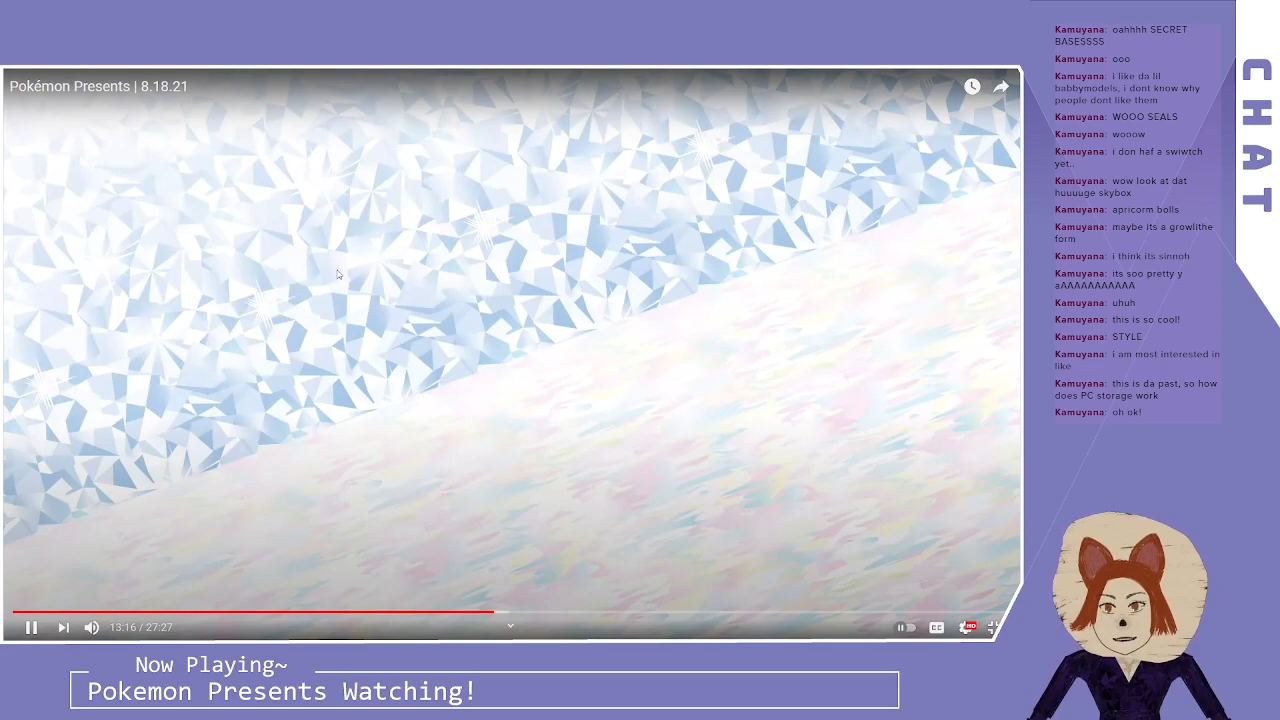 Pokémon Presents | 8.18.21
13:16 / 27:27
CC
HD
Now Playing~
Pokemon Presents Watching!
Kamuyana: oahhhh SECRET
BASESSSS
Kamuyana: ooo
Kamuyana: i like da lil
babbymodels, i dont know why
people dont like them
Kamuyana: WOOO SEALS
Kamuyana: wooow
Kamuyana: i don haf a swiwtch
yet..
Kamuyana: wow look at dat
huuuuge skybox
Kamuyana: apricorm bolls
Kamuyana: maybe its a growlithe
form
Kamuyana: i think its sinnoh
Kamuyana: its soo pretty y
aAAAAAAAAAAA
Kamuyana: uhuh
Kamuyana: this is so cool!
Kamuyana: STYLE
Kamuyana: i am most interested in
like
Kamuyana: this is da past, so how
does PC storage work
Kamuyana: oh ok!
CHAT